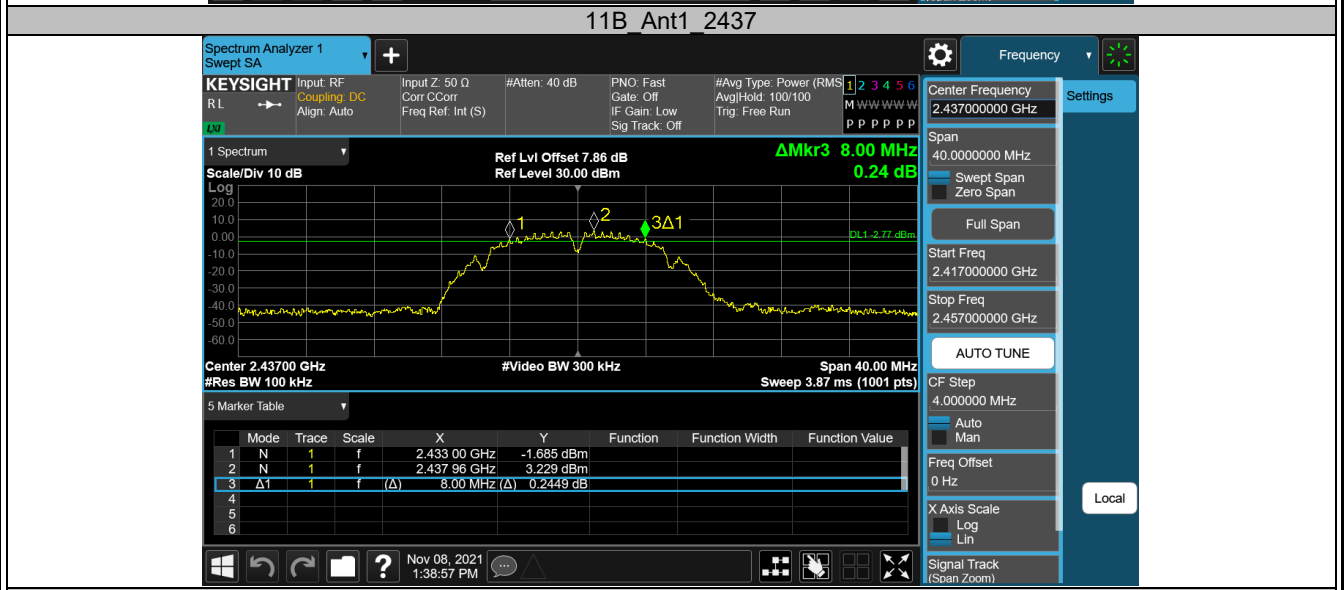 11B_Ant1_2437
Spectrum Analyzer 1
Swept SA
+
Frequency
KEYSIGHT
R L
LXI
Input: RF
Coupling: DC
Align: Auto
Input Z: 50 Ω
Corr CCorr
Freq Ref: Int (S)
#Atten: 40 dB
PNO: Fast
Gate: Off
IF Gain: Low
Sig Track: Off
#Avg Type: Power (RMS
Avg|Hold: 100/100
Trig: Free Run
1 2 3 4 5 6
M W W W W W
P P P P P P
1 Spectrum
Scale/Div 10 dB
Ref Lvl Offset 7.86 dB
Ref Level 30.00 dBm
ΔMkr3 8.00 MHz
0.24 dB
Log
20.0
10.0
0.00
-10.0
-20.0
-30.0
-40.0
-50.0
-60.0
1
2
3Δ1
DL1 -2.77 dBm
Center 2.43700 GHz
#Res BW 100 kHz
#Video BW 300 kHz
Span 40.00 MHz
Sweep 3.87 ms (1001 pts)
5 Marker Table
Mode Trace Scale X Y Function Function Width Function Value
1 N 1 f 2.433 00 GHz -1.685 dBm
2 N 1 f 2.437 96 GHz 3.229 dBm
3 Δ1 1 f (Δ) 8.00 MHz (Δ) 0.2449 dB
4
5
6
?
Nov 08, 2021
1:38:57 PM
Center Frequency
2.437000000 GHz
Span
40.0000000 MHz
Swept Span
Zero Span
Full Span
Start Freq
2.417000000 GHz
Stop Freq
2.457000000 GHz
AUTO TUNE
CF Step
4.000000 MHz
Auto
Man
Freq Offset
0 Hz
X Axis Scale
Log
Lin
Signal Track
(Span Zoom)
Settings
Local